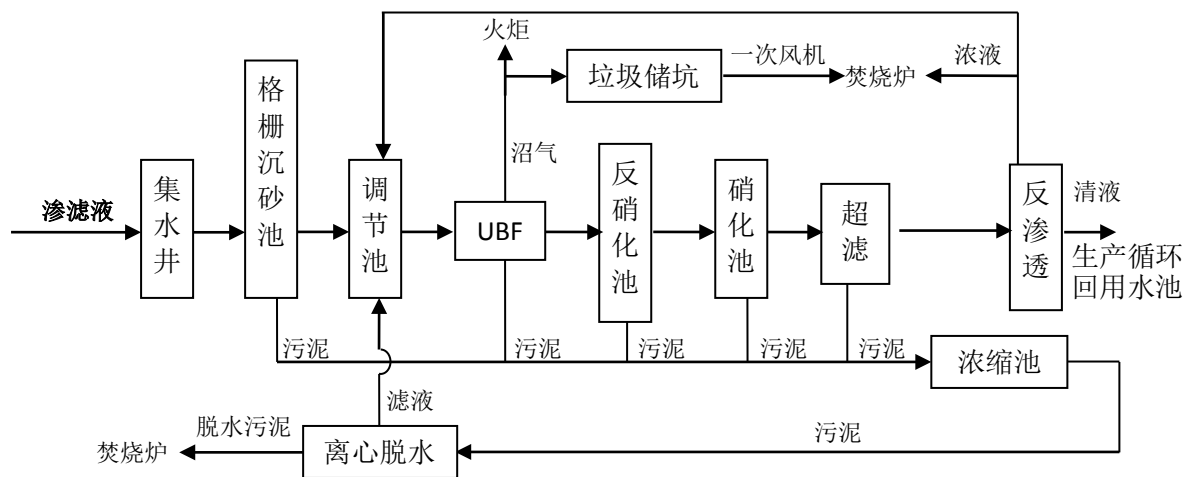 火炬
一次风机
浓液
垃圾储坑
焚烧炉
格栅沉砂池
沼气
集水井
调节池
反硝化池
硝化池
超滤
反渗透
清液
渗滤液
UBF
生产循环
回用水池
污泥
污泥
污泥
污泥
污泥
浓缩池
滤液
脱水污泥
焚烧炉
离心脱水
污泥